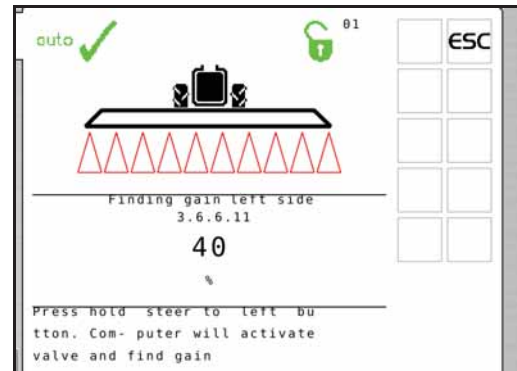 auto
01
ESC
Finding gain left side
3.6.6.11
40
%
Press hold steer to left bu
tton. Com- puter will activate
valve and find gain